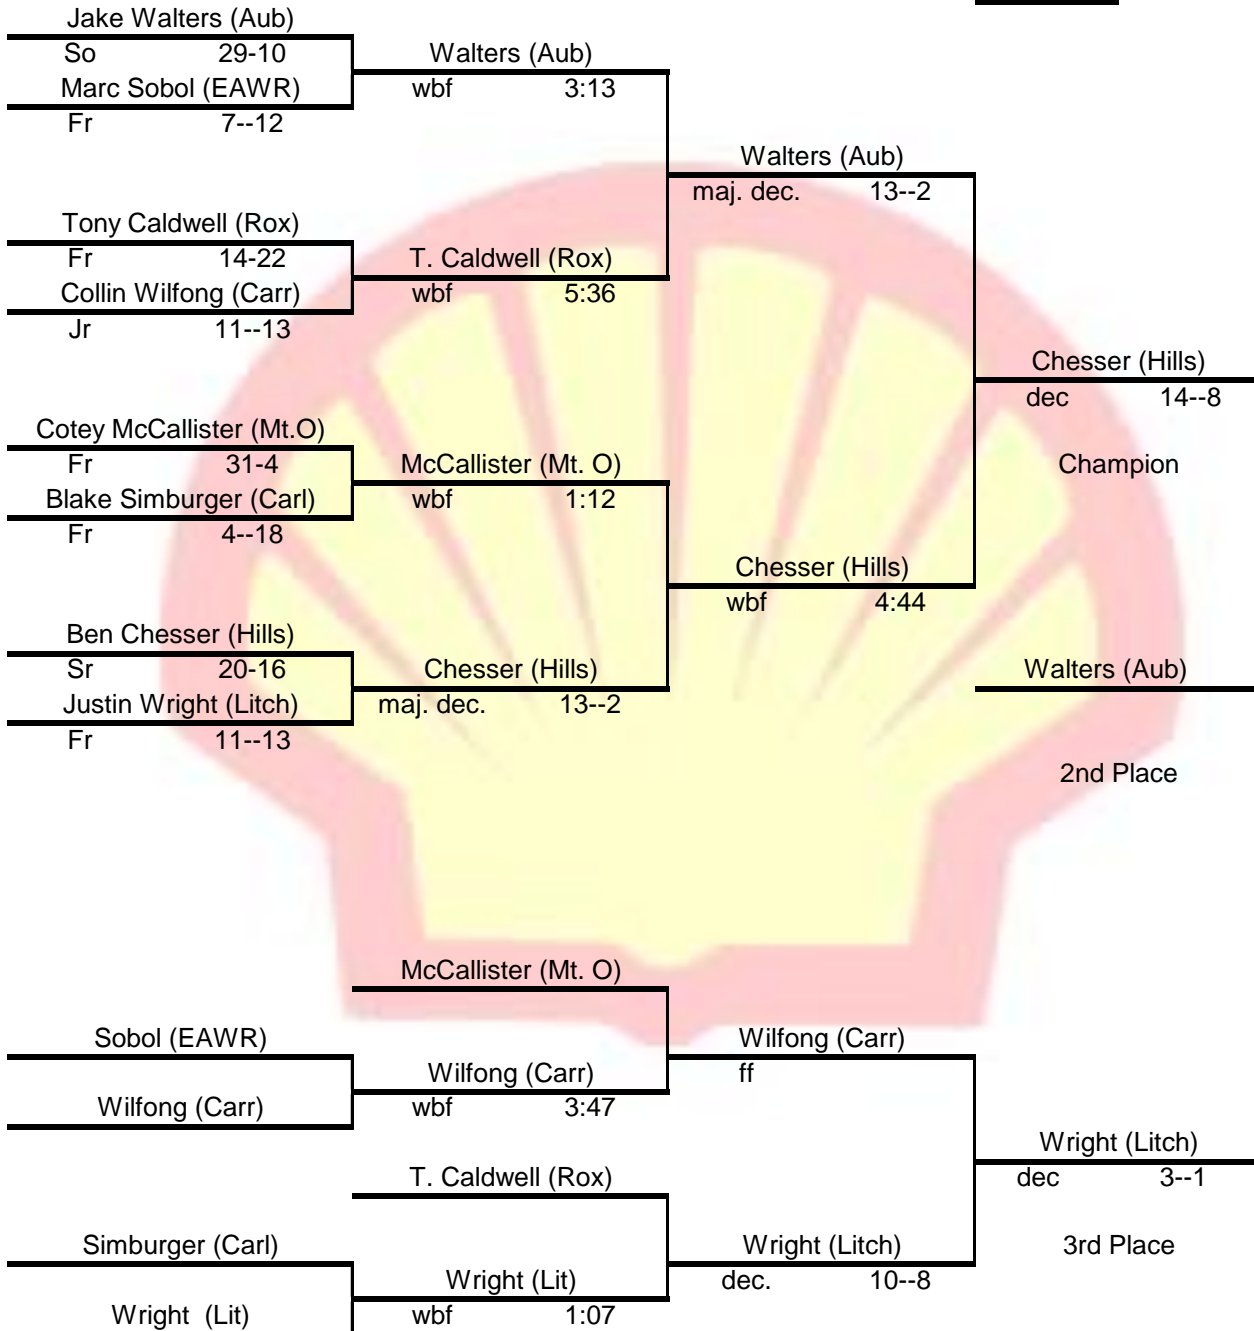 Jake Walters (Aub)
So 29-10
Walters (Aub)
Marc Sobol (EAWR)
wbf 3:13
Fr 7--12
Walters (Aub)
maj. dec. 13--2
Tony Caldwell (Rox)
Fr 14-22
T. Caldwell (Rox)
Collin Wilfong (Carr)
wbf 5:36
Jr 11--13
Chesser (Hills)
dec 14--8
Cotey McCallister (Mt.O)
Fr 31-4
McCallister (Mt. O)
Champion
Blake Simburger (Carl)
wbf 1:12
Fr 4--18
Chesser (Hills)
wbf 4:44
Ben Chesser (Hills)
Sr 20-16
Chesser (Hills)
Walters (Aub)
Justin Wright (Litch)
maj. dec. 13--2
Fr 11--13
2nd Place
McCallister (Mt. O)
Sobol (EAWR)
Wilfong (Carr)
ff
Wilfong (Carr)
Wilfong (Carr)
wbf 3:47
Wright (Litch)
dec 3--1
T. Caldwell (Rox)
Simburger (Carl)
Wright (Litch)
3rd Place
dec. 10--8
Wright (Lit)
Wright (Lit)
wbf 1:07